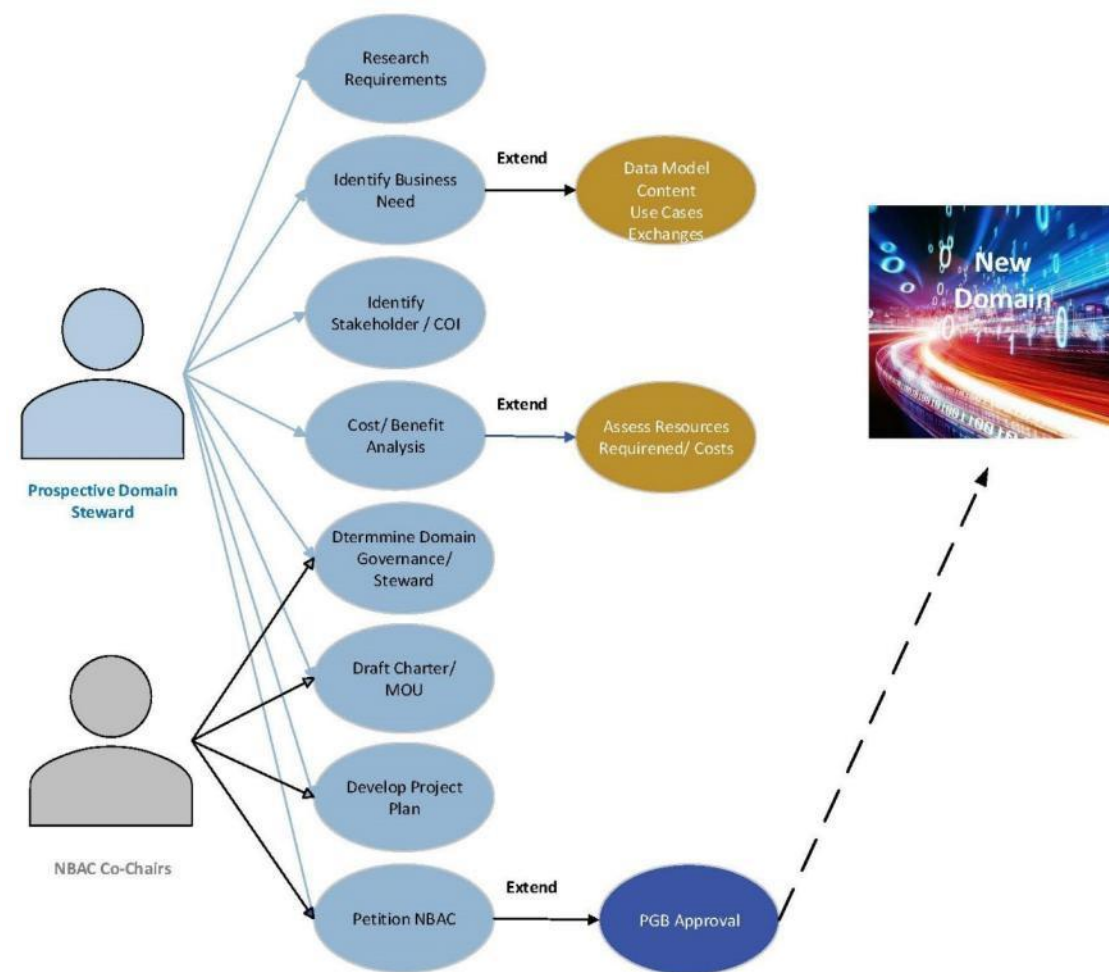 Research
Requirements
Identify Business
Need
Extend
Data Model
Content
Use Cases
Exchanges
New
Domain
Identify
Stakeholder / COI
Cost/ Benefit
Analysis
Extend
Assess Resources
Requirened/ Costs
Prospective Domain
Steward
Dtermmine Domain
Governance/
Steward
Draft Charter/
MOU
Develop Project
Plan
NBAC Co-Chairs
Petition NBAC
Extend
PGB Approval